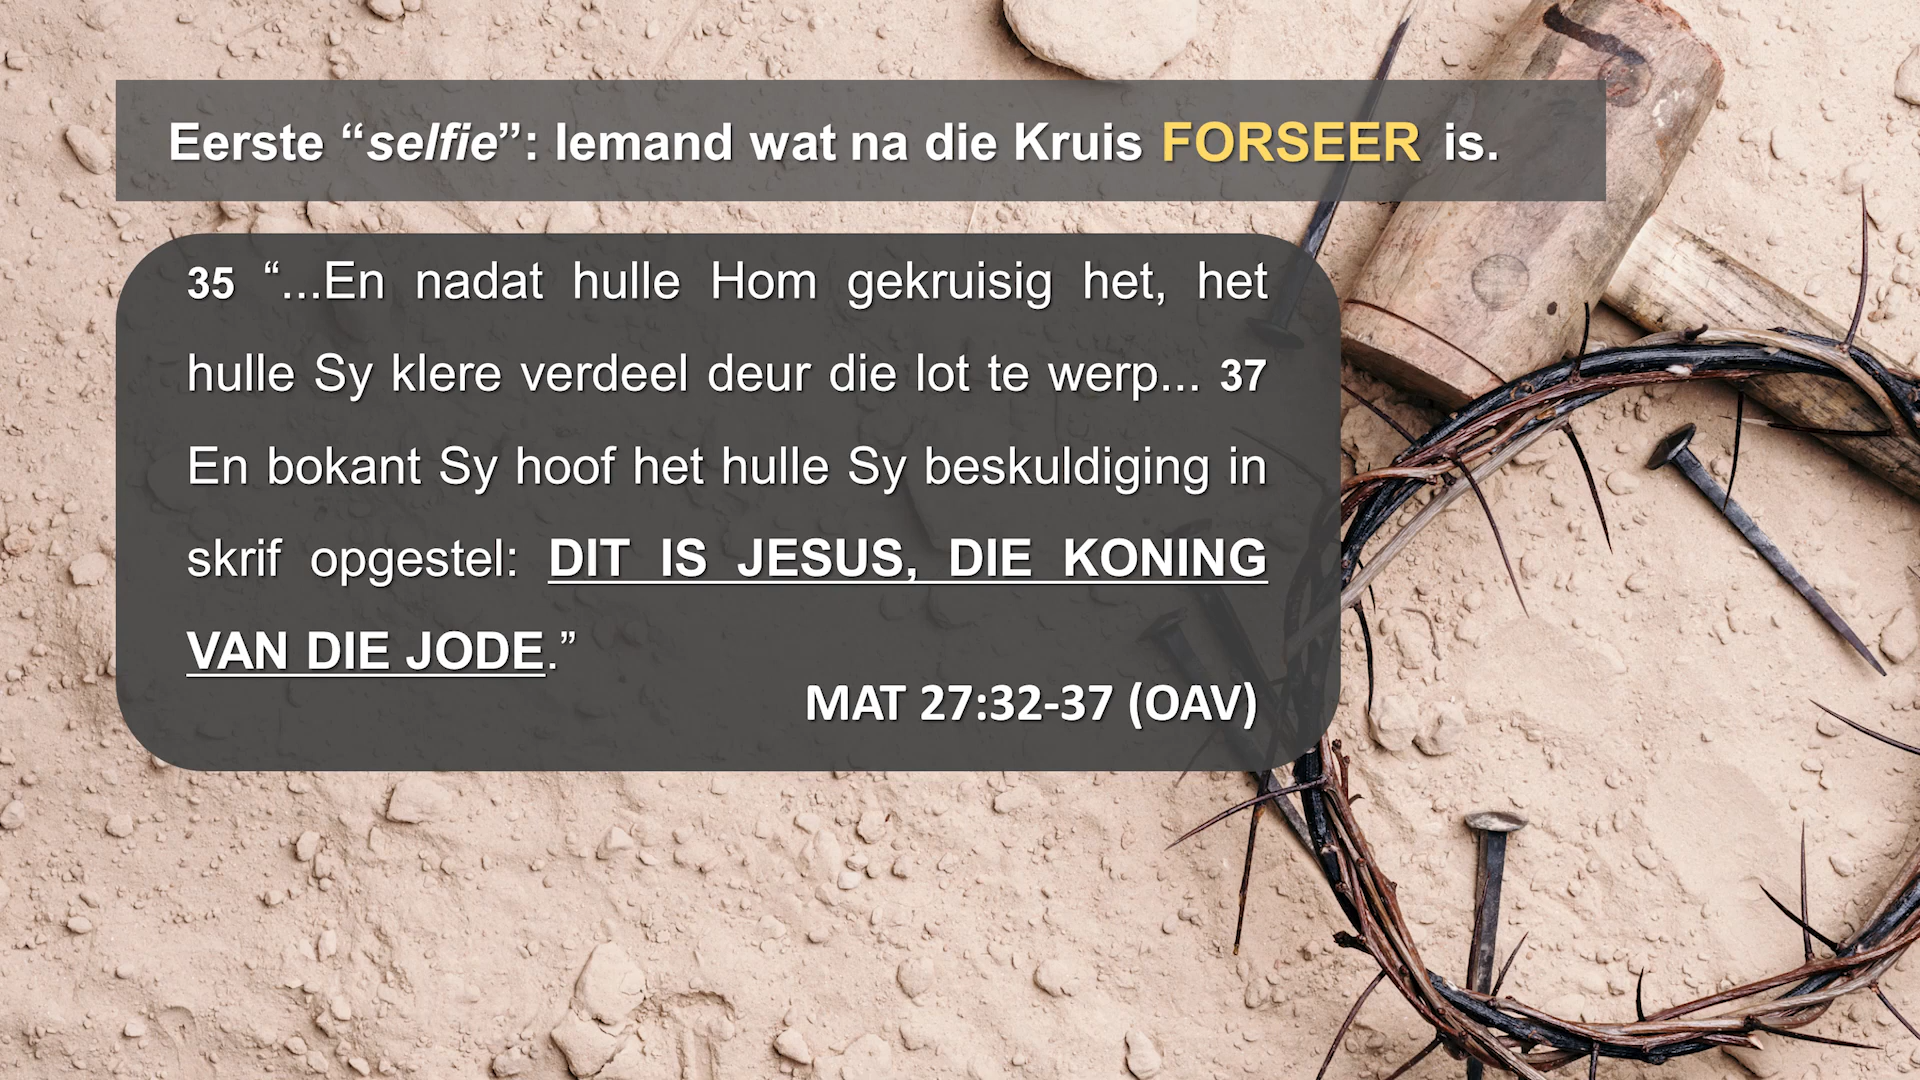 Eerste “selfie”: Iemand wat na die Kruis FORSEER is.
35 “...En nadat hulle Hom gekruisig het, het
hulle Sy klere verdeel deur die lot te werp... 37
En bokant Sy hoof het hulle Sy beskuldiging in
skrif opgestel: DIT IS JESUS, DIE KONING
VAN DIE JODE.”
MAT 27:32-37 (OAV)